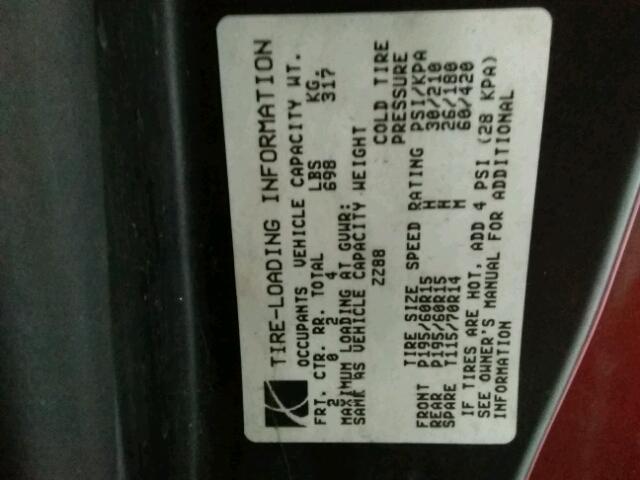 TIRE-LOADING INFORMATION
OCCUPANTS VEHICLE CAPACITY WT.
FRT. CTR. RR. TOTAL LBS KG.
2 0 2 4 698 317
MAXIMUM LOADING AT GVWR:
SAME AS VEHICLE CAPACITY WEIGHT
ZZ88 COLD TIRE
PRESSURE
TIRE SIZE SPEED RATING PSI/KPA
FRONT P195/60R15 H 30/210
REAR P195/60R15 H 26/180
SPARE T115/70R14 M 60/420
IF TIRES ARE HOT, ADD 4 PSI (28 KPA)
SEE OWNER'S MANUAL FOR ADDITIONAL
INFORMATION